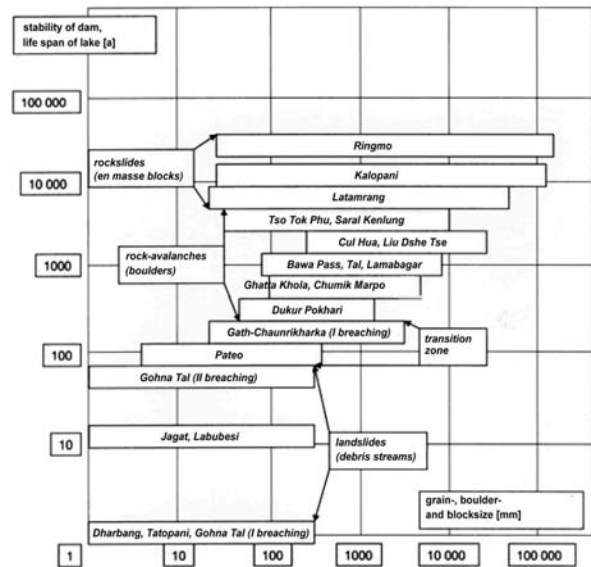 stability of dam,
life span of lake [a]
100 000
Ringmo
rockslides
(en masse blocks)
Kalopani
10 000
Latamrang
Tso Tok Phu, Saral Kenlung
Cul Hua, Liu Dshe Tse
rock-avalanches
(boulders)
1000
Bawa Pass, Tal, Lamabagar
Ghatta Khola, Chumik Marpo
Dukur Pokhari
Gath-Chaunrikharka (I breaching)
transition
zone
100
Pateo
Gohna Tal (II breaching)
10
Jagat, Labubesi
landslides
(debris streams)
grain-, boulder-
and blocksize [mm]
Dharbang, Tatopani, Gohna Tal (I breaching)
1
10
100
1000
10 000
100 000